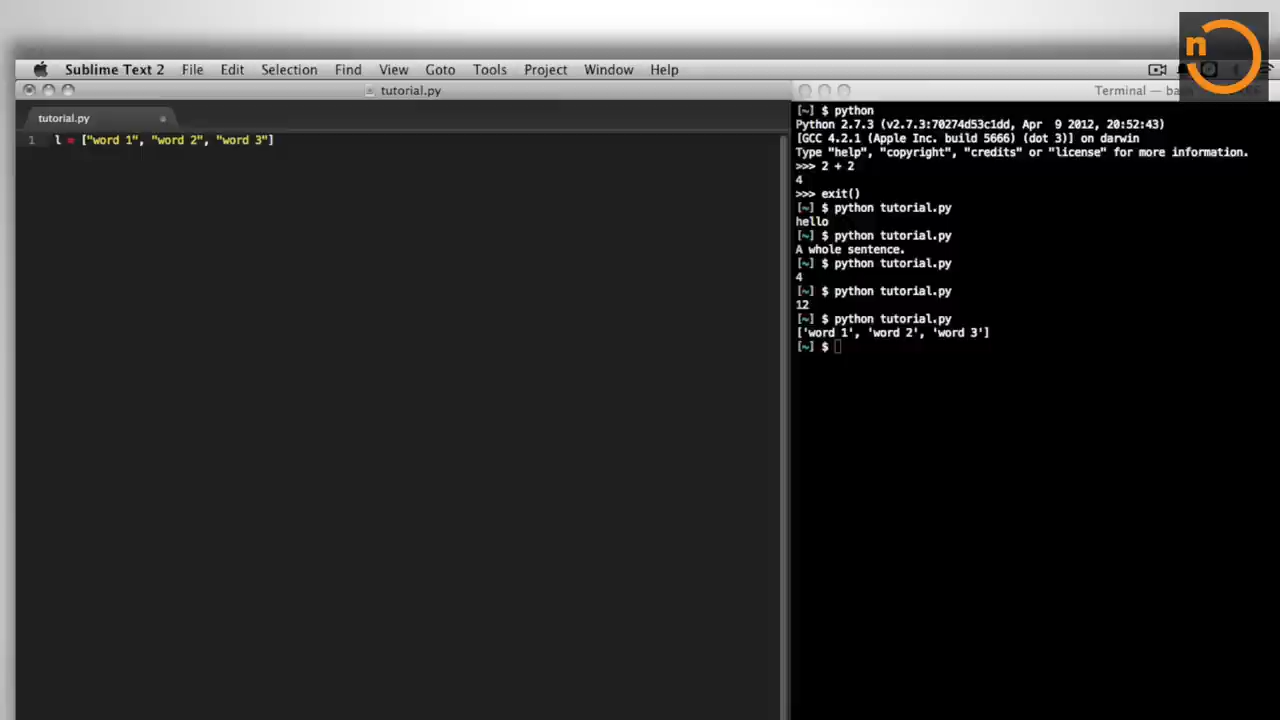 n
Sublime Text 2 File Edit Selection Find View Goto Tools Project Window Help
tutorial.py
Terminal —
tutorial.py
1 l = ["word 1", "word 2", "word 3"]
[~] $ python
Python 2.7.3 (v2.7.3:70274d53c1dd, Apr 9 2012, 20:52:43)
[GCC 4.2.1 (Apple Inc. build 5666) (dot 3)] on darwin
Type "help", "copyright", "credits" or "license" for more information.
>>> 2 + 2
4
>>> exit()
[~] $ python tutorial.py
hello
[~] $ python tutorial.py
A whole sentence.
[~] $ python tutorial.py
4
[~] $ python tutorial.py
12
[~] $ python tutorial.py
['word 1', 'word 2', 'word 3']
[~] $